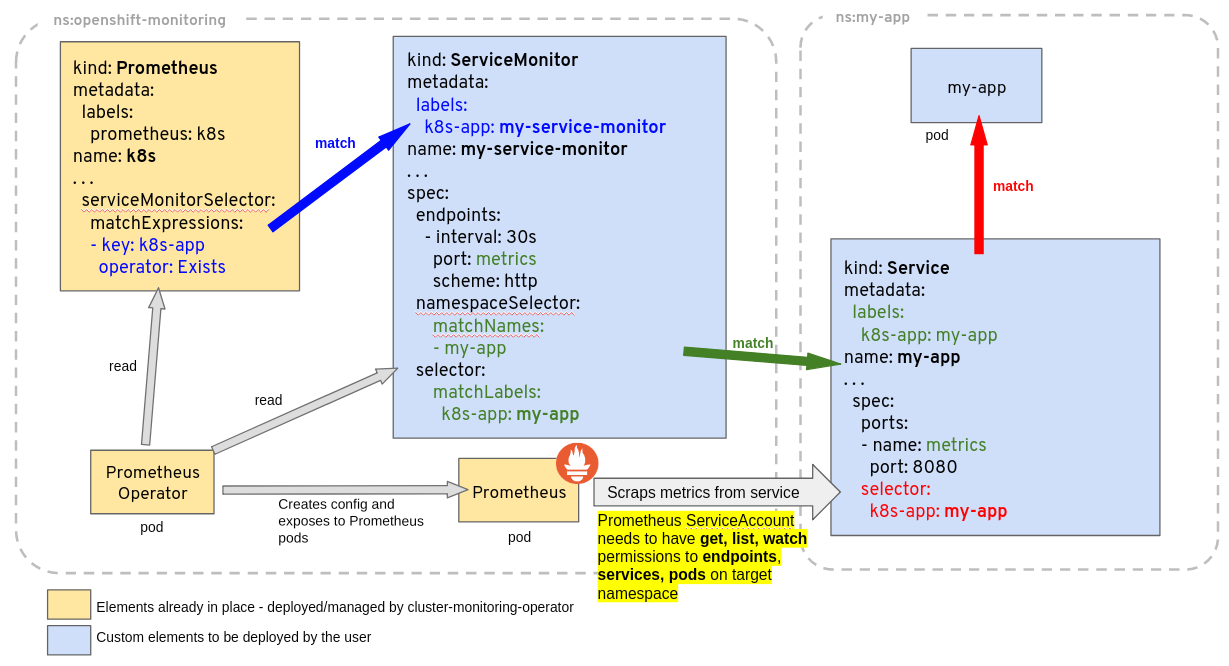 ns:openshift-monitoring
kind: Prometheus
metadata:
labels:
prometheus: k8s
name: k8s
...
serviceMonitorSelector:
matchExpressions:
- key: k8s-app
operator: Exists
match
kind: ServiceMonitor
metadata:
labels:
k8s-app: my-service-monitor
name: my-service-monitor
...
spec:
endpoints:
- interval: 30s
port: metrics
scheme: http
namespaceSelector:
matchNames:
- my-app
selector:
matchLabels:
k8s-app: my-app
read
read
Prometheus
Operator
pod
Creates config and
exposes to Prometheus
pods
Prometheus
pod
Scraps metrics from service
Prometheus ServiceAccount
needs to have get, list, watch
permissions to endpoints,
services, pods on target
namespace
match
ns:my-app
my-app
pod
match
kind: Service
metadata:
labels:
k8s-app: my-app
name: my-app
...
spec:
ports:
- name: metrics
port: 8080
selector:
k8s-app: my-app
Elements already in place - deployed/managed by cluster-monitoring-operator
Custom elements to be deployed by the user